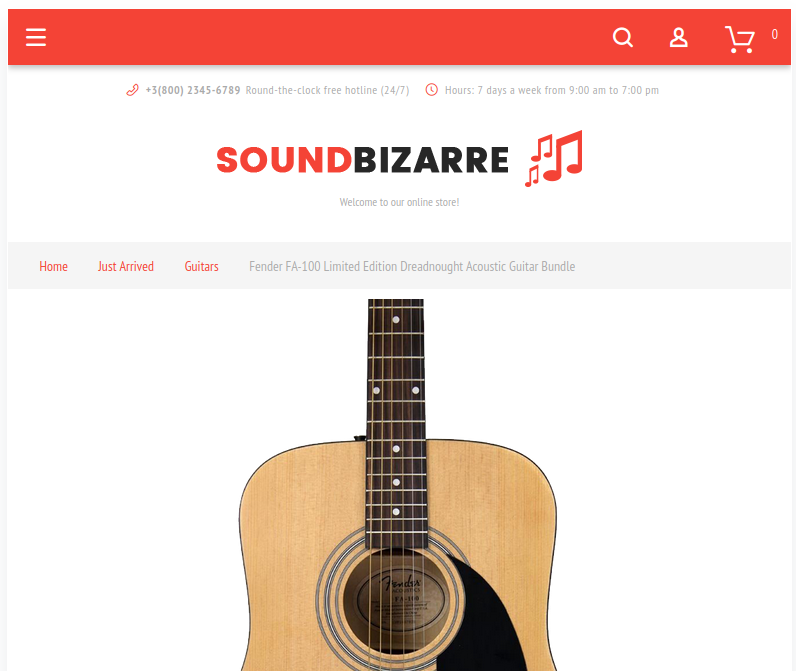 0
+3(800) 2345-6789 Round-the-clock free hotline (24/7) Hours: 7 days a week from 9:00 am to 7:00 pm
SOUNDBIZARRE
Welcome to our online store!
Home Just Arrived Guitars Fender FA-100 Limited Edition Dreadnought Acoustic Guitar Bundle
Fender
ACOUSTICS
FA-100